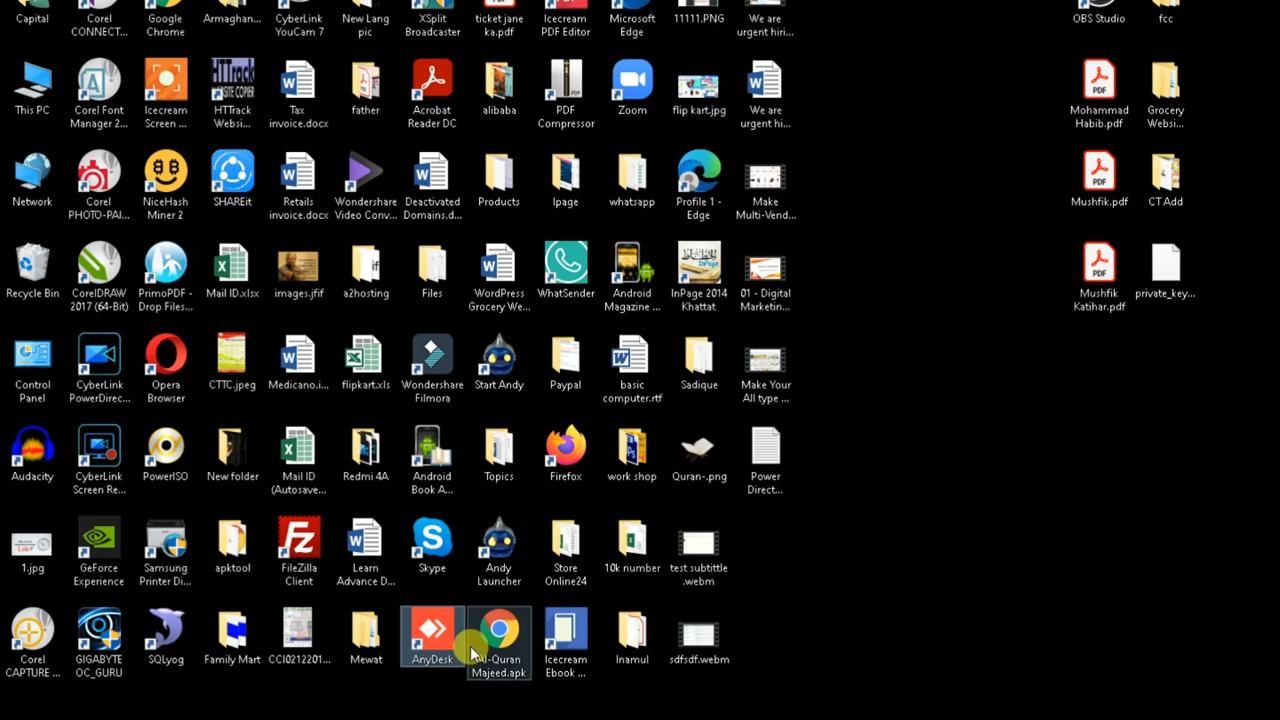 Capital
Corel
CONNECT...
Google
Chrome
Armaghan...
CyberLink
YouCam 7
New Lang
pic
XSplit
Broadcaster
ticket jane
ka.pdf
Icecream
PDF Editor
Microsoft
Edge
11111.PNG
We are
urgent hiri...
OBS Studio
fcc
This PC
Corel Font
Manager 2...
Icecream
Screen ...
HTTrack
Websi...
Tax
invoice.docx
father
Acrobat
Reader DC
alibaba
PDF
Compressor
Zoom
flip kart.jpg
We are
urgent hi...
Mohammad
Habib.pdf
Grocery
Websi...
Network
Corel
PHOTO-PAI...
NiceHash
Miner 2
SHAREit
Retails
invoice.docx
Wondershare
Video Conv...
Deactivated
Domains.d...
Products
Ipage
whatsapp
Profile 1 -
Edge
Make
Multi-Vend...
Mushfik.pdf
CT Add
Recycle Bin
CorelDRAW
2017 (64-Bit)
PrimoPDF -
Drop Files...
Mail ID.xlsx
images.jfif
a2hosting
Files
WordPress
Grocery We...
WhatSender
Android
Magazine ...
InPage 2014
Khattat
01 - Digital
Marketin...
Mushfik
Katihar.pdf
private_key...
Control
Panel
CyberLink
PowerDirec...
Opera
Browser
CTTC.jpeg
Medicano.i...
flipkart.xls
Wondershare
Filmora
Start Andy
Paypal
basic
computer.rtf
Sadique
Make Your
All type ...
Audacity
CyberLink
Screen Re...
PowerISO
New folder
Mail ID
(Autosave...
Redmi 4A
Android
Book A...
Topics
Firefox
work shop
Quran-.png
Power
Direct...
1.jpg
GeForce
Experience
Samsung
Printer Di...
apktool
FileZilla
Client
Learn
Advance D...
Skype
Andy
Launcher
Store
Online24
10k number
test subtittle
.webm
Corel
CAPTURE ...
GIGABYTE
OC_GURU
SQLyog
Family Mart
CCI0212201...
Mewat
AnyDesk
Al-Quran
Majeed.apk
Icecream
Ebook ...
Inamul
sdfsdf.webm